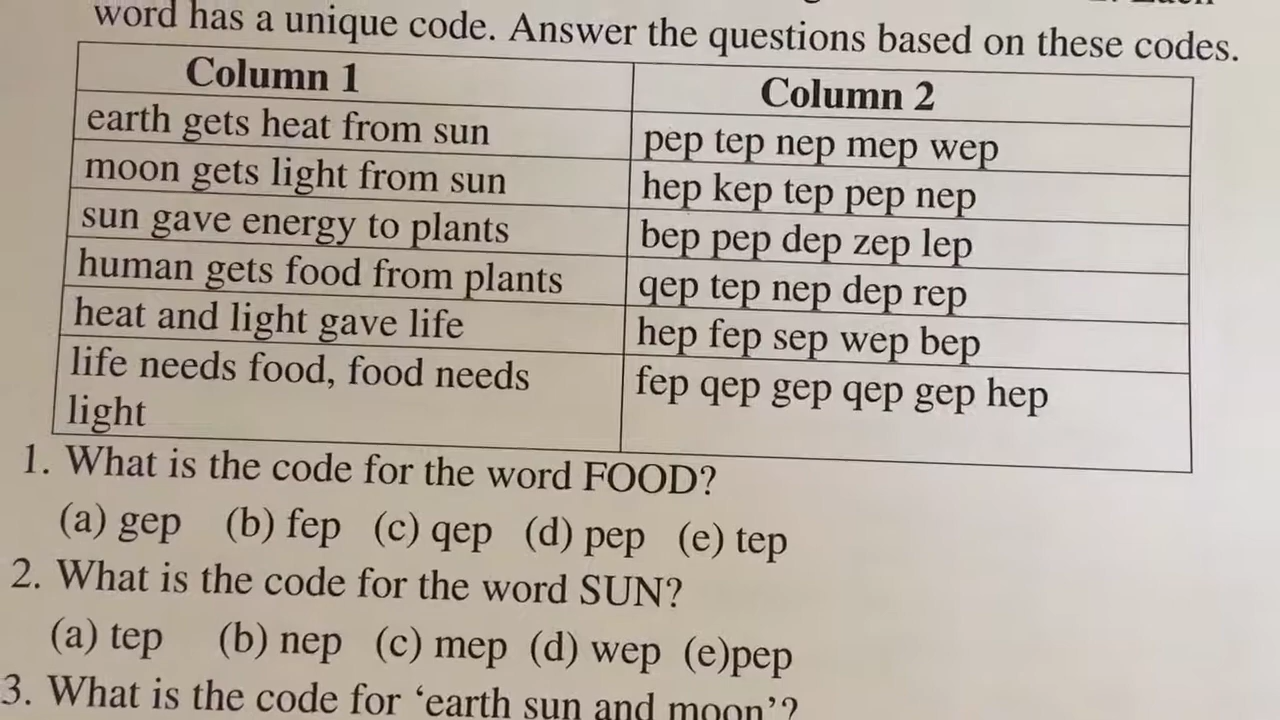 word has a unique code. Answer the questions based on these codes.
Column 1 Column 2
earth gets heat from sun pep tep nep mep wep
moon gets light from sun hep kep tep pep nep
sun gave energy to plants bep pep dep zep lep
human gets food from plants qep tep nep dep rep
heat and light gave life hep fep sep wep bep
life needs food, food needs fep qep gep qep gep hep
light
1. What is the code for the word FOOD?
(a) gep (b) fep (c) qep (d) pep (e) tep
2. What is the code for the word SUN?
(a) tep (b) nep (c) mep (d) wep (e)pep
3. What is the code for ‘earth sun and moon’?